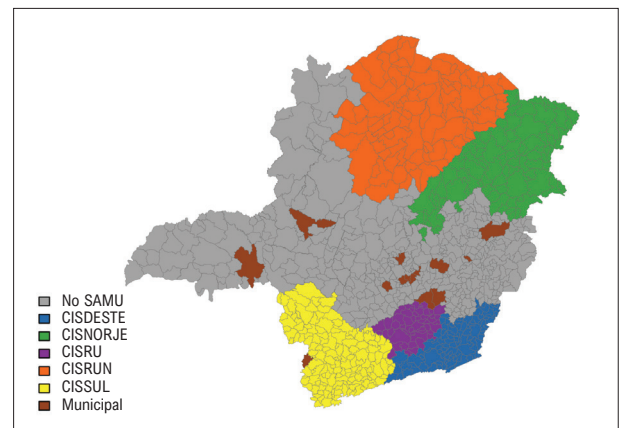 No SAMU
CISDESTE
CISNORJE
CISRU
CISRUN
CISSUL
Municipal